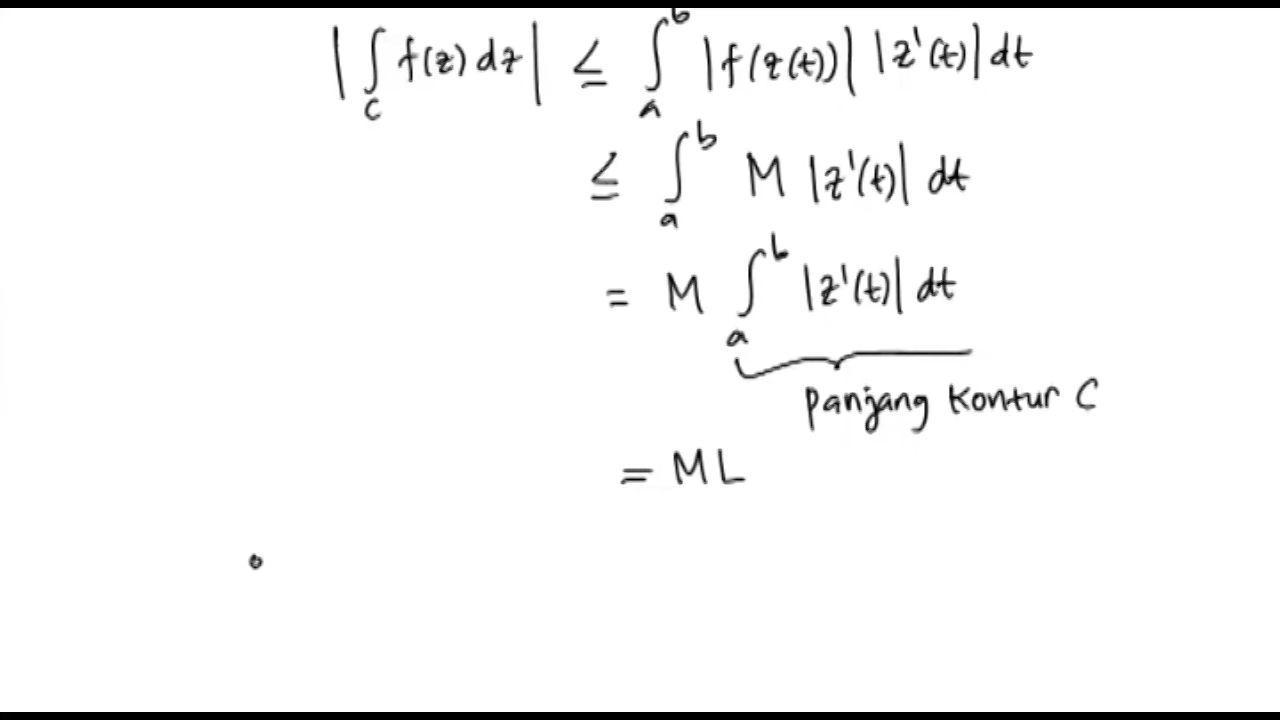 |∫_C f(z) dz| ≤ ∫_a^b |f(z(t))| |z'(t)| dt
≤ ∫_a^b M |z'(t)| dt
= M ∫_a^b |z'(t)| dt
Panjang Kontur C
= ML